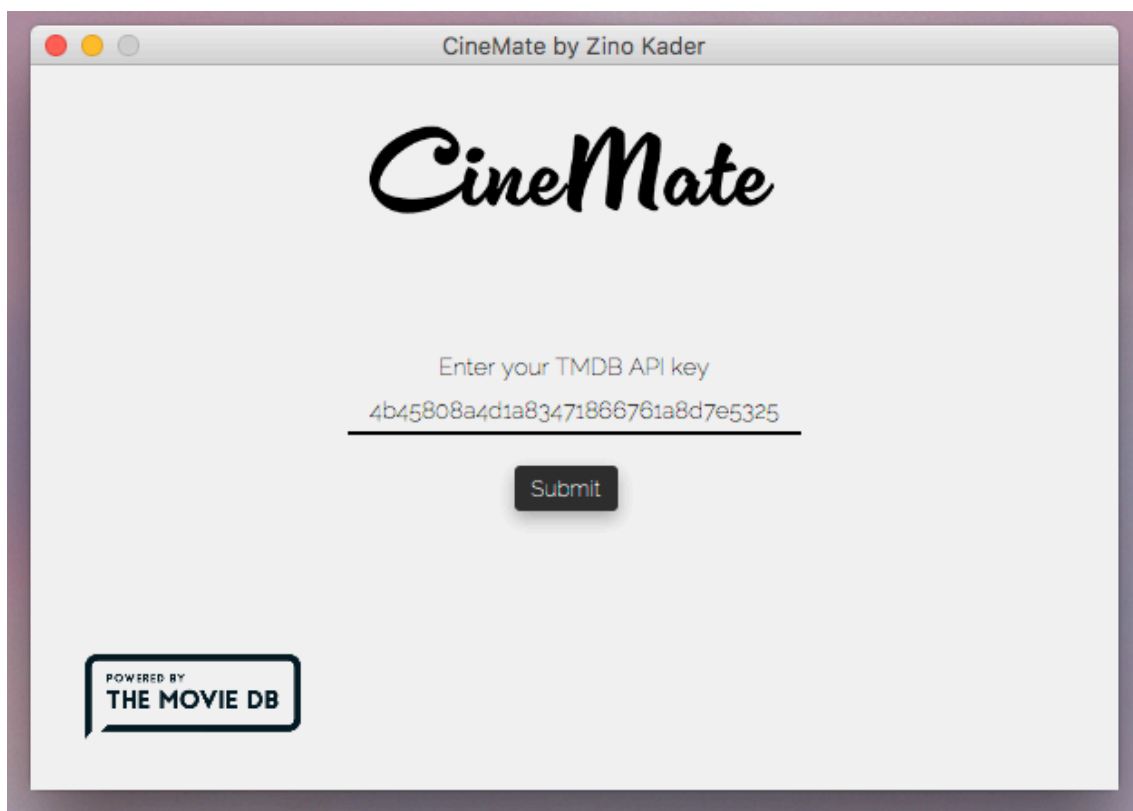 CineMate by Zino Kader
CineMate
Enter your TMDB API key
4b45808a4d1a83471866761a8d7e5325
Submit
POWERED BY
THE MOVIE DB